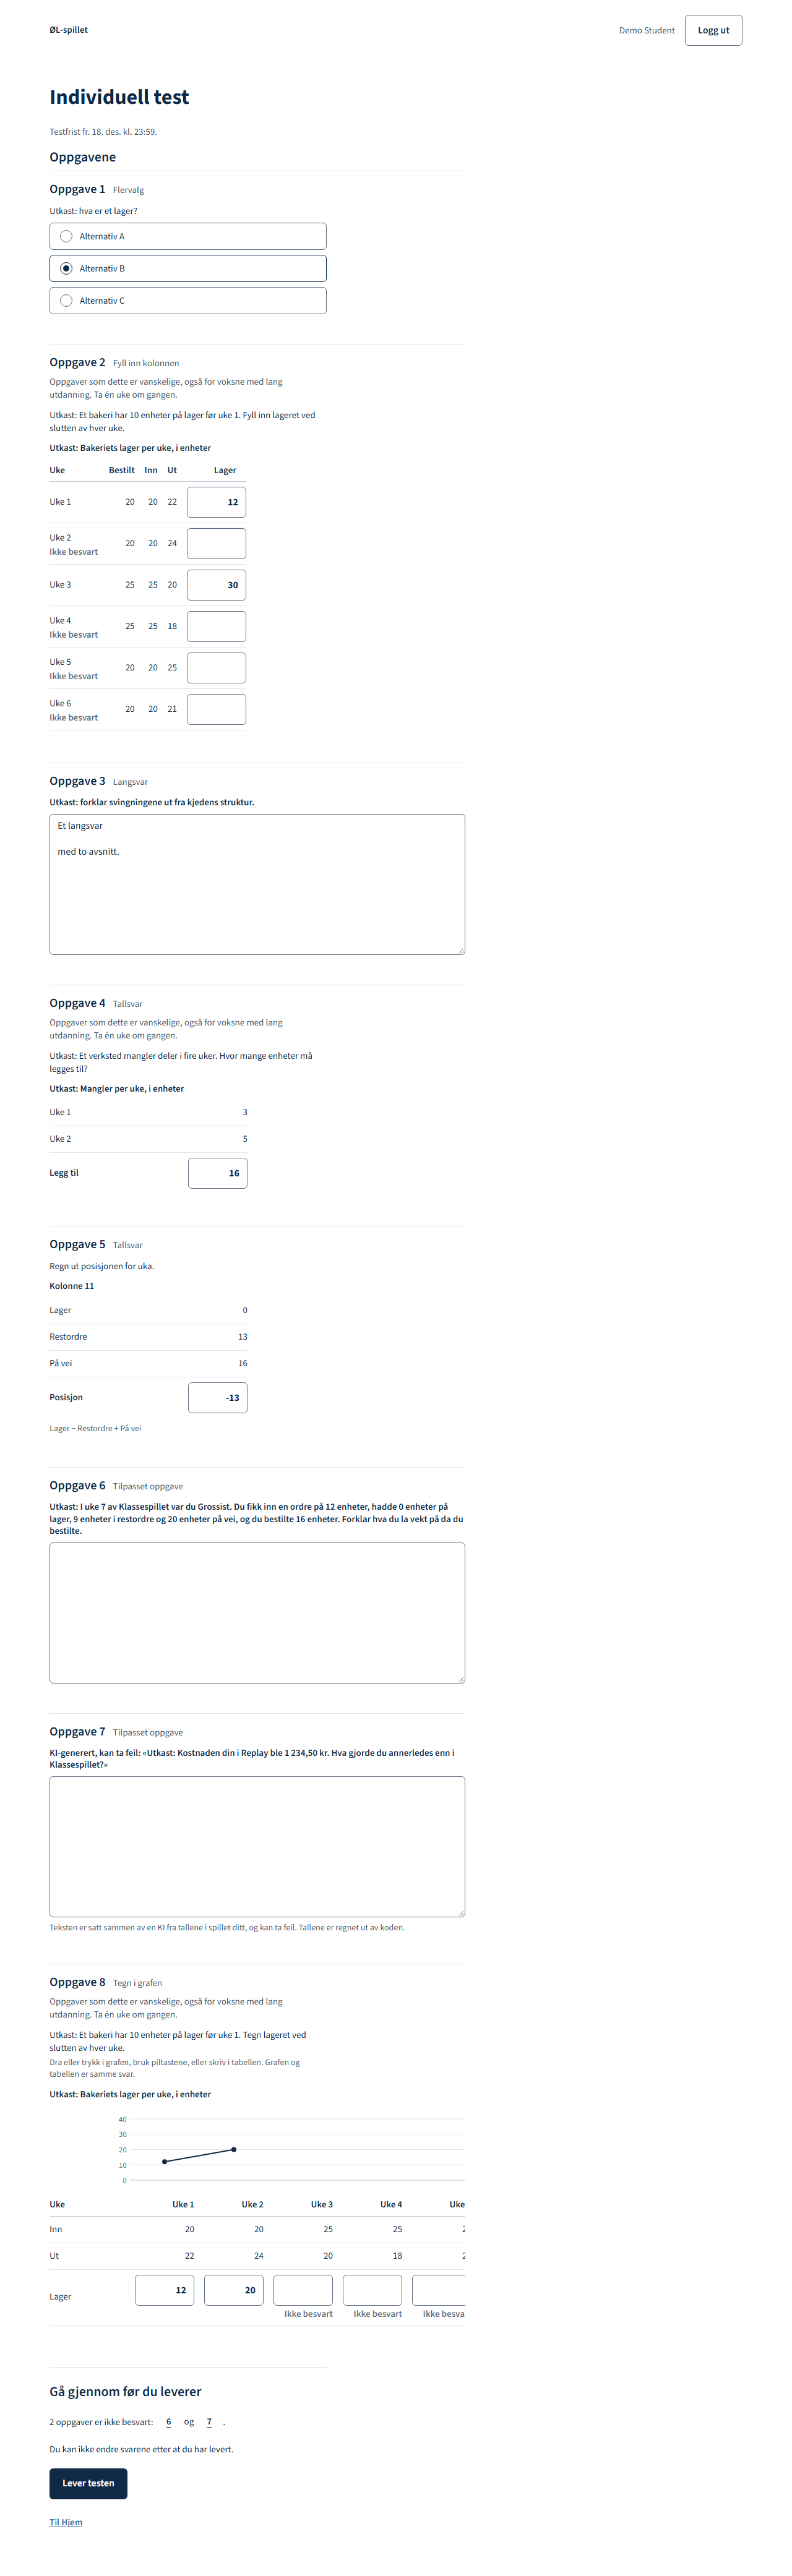 ØL-spillet
Demo Student
Logg ut
Individuell test
Testfrist fr. 18. des. kl. 23:59.
Oppgavene
Oppgave 1 Flervalg
Utkast: hva er et lager?
Alternativ A
Alternativ B
Alternativ C
Oppgave 2 Fyll inn kolonnen
Oppgaver som dette er vanskelige, også for voksne med lang
utdanning. Ta én uke om gangen.
Utkast: Et bakeri har 10 enheter på lager før uke 1. Fyll inn lageret ved
slutten av hver uke.
Utkast: Bakeriets lager per uke, i enheter
Uke Bestilt Inn Ut Lager
Uke 1 20 20 22 12
Uke 2 20 20 24
Ikke besvart
Uke 3 25 25 20 30
Uke 4 25 25 18
Ikke besvart
Uke 5 20 20 25
Ikke besvart
Uke 6 20 20 21
Ikke besvart
Oppgave 3 Langsvar
Utkast: forklar svingningene ut fra kjedens struktur.
Et langsvar
med to avsnitt.
Oppgave 4 Tallsvar
Oppgaver som dette er vanskelige, også for voksne med lang
utdanning. Ta én uke om gangen.
Utkast: Et verksted mangler deler i fire uker. Hvor mange enheter må
legges til?
Utkast: Mangler per uke, i enheter
Uke 1 3
Uke 2 5
Legg til 16
Oppgave 5 Tallsvar
Regn ut posisjonen for uka.
Kolonne 11
Lager 0
Restordre 13
På vei 16
Posisjon -13
Lager − Restordre + På vei
Oppgave 6 Tilpasset oppgave
Utkast: I uke 7 av Klassespillet var du Grossist. Du fikk inn en ordre på 12 enheter, hadde 0 enheter på
lager, 9 enheter i restordre og 20 enheter på vei, og du bestilte 16 enheter. Forklar hva du la vekt på da du
bestilte.
Oppgave 7 Tilpasset oppgave
KI-generert, kan ta feil: «Utkast: Kostnaden din i Replay ble 1 234,50 kr. Hva gjorde du annerledes enn i
Klassespillet?»
Teksten er satt sammen av en KI fra tallene i spillet ditt, og kan ta feil. Tallene er regnet ut av koden.
Oppgave 8 Tegn i grafen
Oppgaver som dette er vanskelige, også for voksne med lang
utdanning. Ta én uke om gangen.
Utkast: Et bakeri har 10 enheter på lager før uke 1. Tegn lageret ved
slutten av hver uke.
Dra eller trykk i grafen, bruk piltastene, eller skriv i tabellen. Grafen og
tabellen er samme svar.
Utkast: Bakeriets lager per uke, i enheter
40
30
20
10
0
Uke Uke 1 Uke 2 Uke 3 Uke 4 Uke
Inn 20 20 25 25
Ut 22 24 20 18
Lager 12 20
Ikke besvart Ikke besvart Ikke besva
Gå gjennom før du leverer
2 oppgaver er ikke besvart: 6 og 7 .
Du kan ikke endre svarene etter at du har levert.
Lever testen
Til Hjem